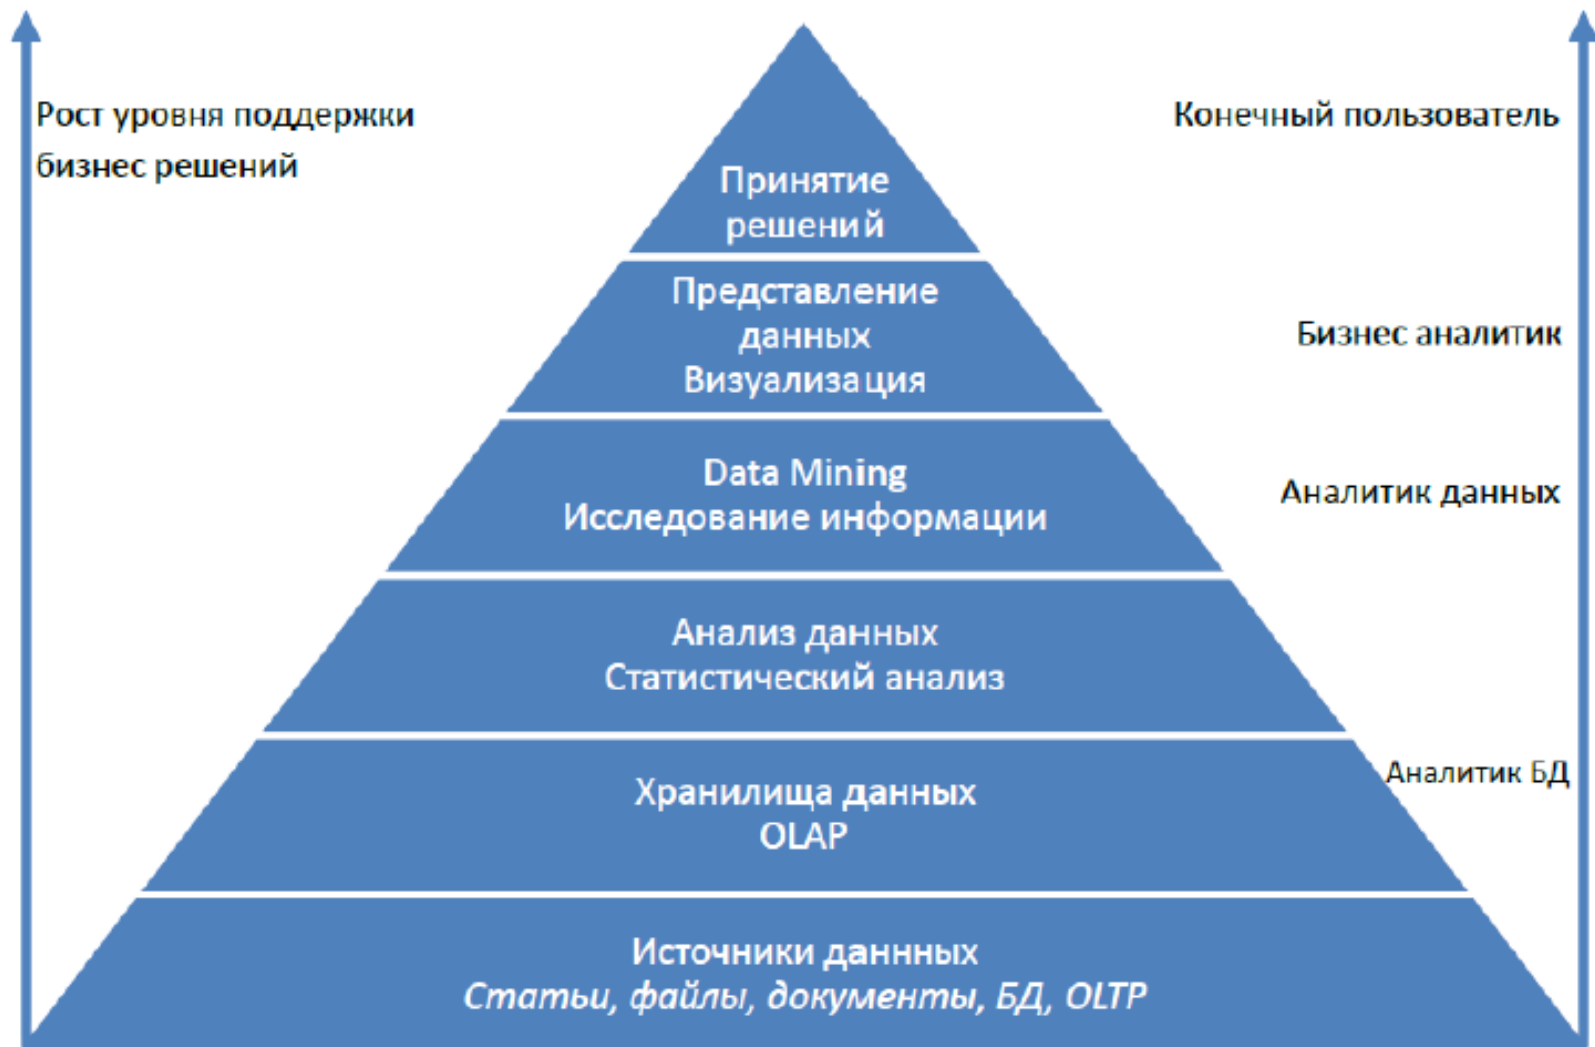 Рост уровня поддержки
бизнес решений
Конечный пользователь
Принятие
решений
Представление
данных
Визуализация
Бизнес аналитик
Data Mining
Исследование информации
Аналитик данных
Анализ данных
Статистический анализ
Хранилища данных
OLAP
Аналитик БД
Источники даннных
Статьи, файлы, документы, БД, OLTP